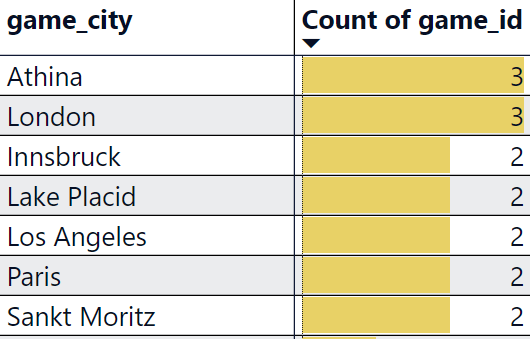 game_city Count of game_id
Athina 3
London 3
Innsbruck 2
Lake Placid 2
Los Angeles 2
Paris 2
Sankt Moritz 2